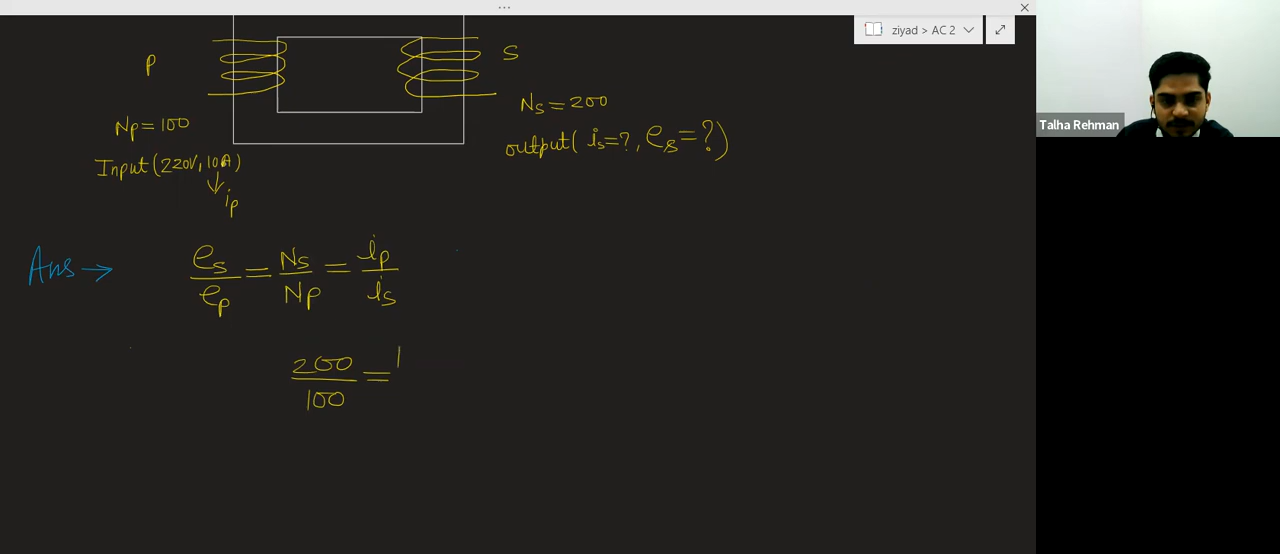 ziyad > AC 2
Talha Rehman
P
S
Np = 100
Ns = 200
Input (220V, 10A)
output ( is = ?, es = ?)
ip
Ans → es/ep = Ns/Np = ip/is
200/100 = 1